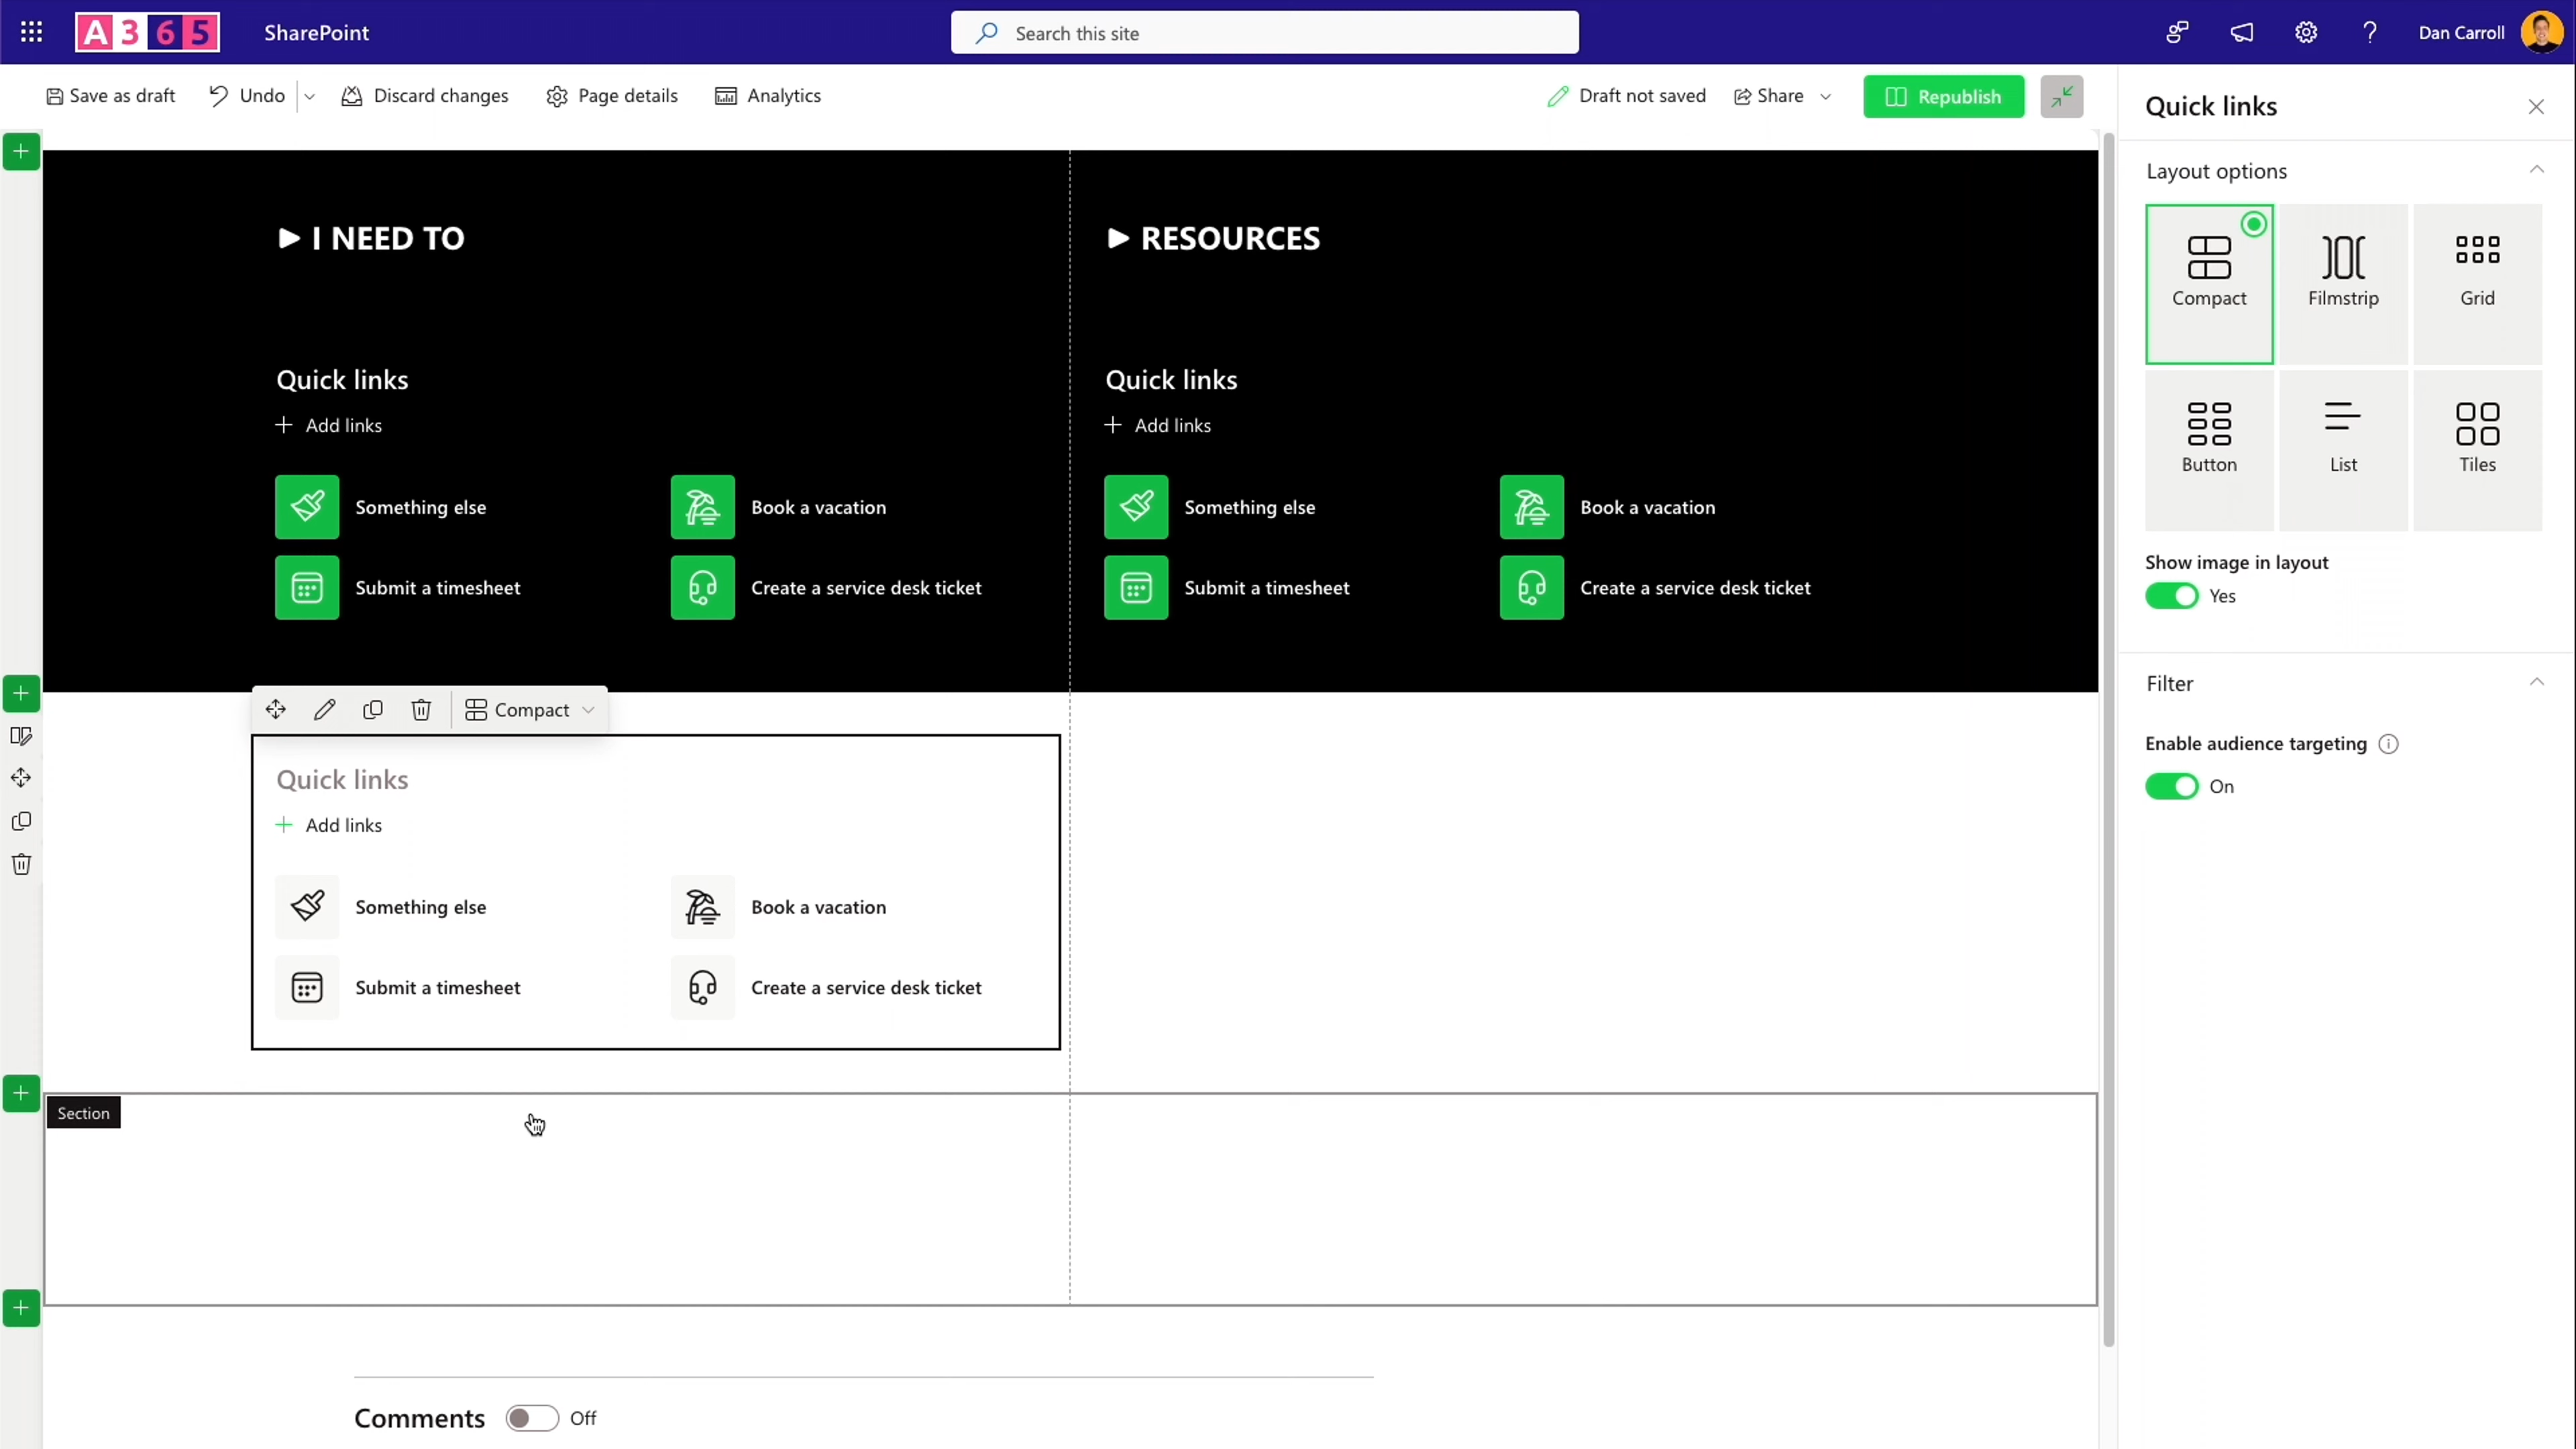 A365 SharePoint Search this site Dan Carroll
Save as draft Undo Discard changes Page details Analytics Draft not saved Share Republish
I NEED TO
Quick links
Add links
Something else Book a vacation
Submit a timesheet Create a service desk ticket
RESOURCES
Quick links
Add links
Something else Book a vacation
Submit a timesheet Create a service desk ticket
Compact
Quick links
Add links
Something else Book a vacation
Submit a timesheet Create a service desk ticket
Section
Comments Off
Quick links
Layout options
Compact Filmstrip Grid
Button List Tiles
Show image in layout
Yes
Filter
Enable audience targeting
On